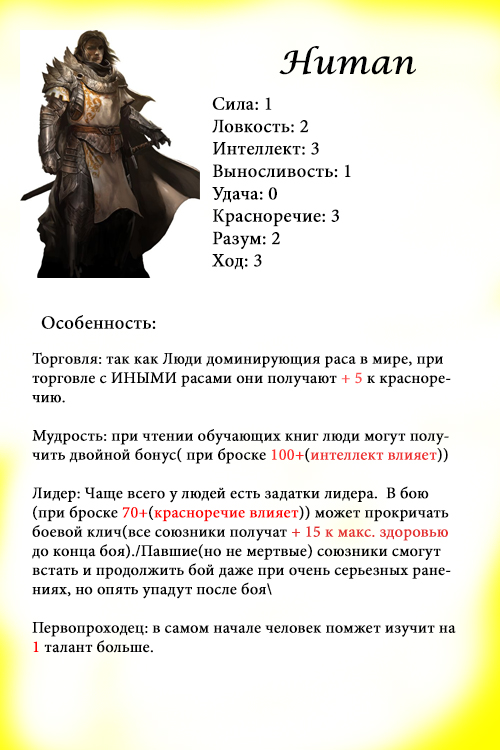 Human
Сила: 1
Ловкость: 2
Интеллект: 3
Выносливость: 1
Удача: 0
Красноречие: 3
Разум: 2
Ход: 3
Особенность:
Торговля: так как Люди доминирующия раса в мире, при
торговле с ИНЫМИ расами они получают + 5 к красноре-
чию.
Мудрость: при чтении обучающих книг люди могут полу-
чить двойной бонус( при броске 100+(интеллект влияет))
Лидер: Чаще всего у людей есть задатки лидера.  В бою
(при броске 70+(красноречие влияет)) может прокричать
боевой клич(все союзники получат + 15 к макс. здоровью
до конца боя)./Павшие(но не мертвые) союзники смогут
встать и продолжить бой даже при очень серьезных ране-
ниях, но опять упадут после боя\
Первопроходец: в самом начале человек помжет изучит на
1 талант больше.